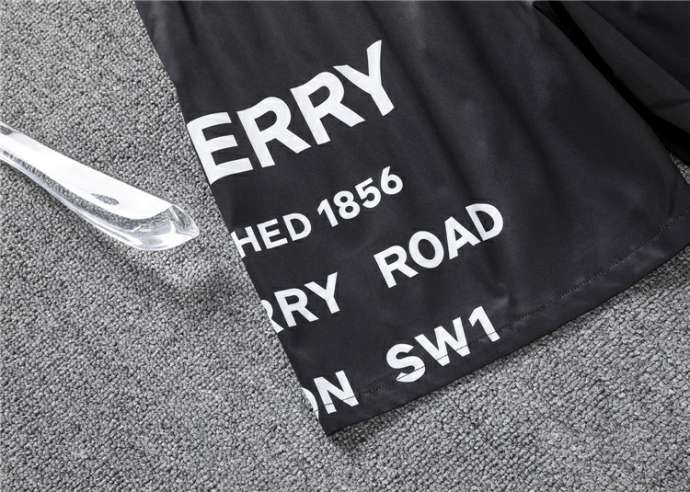 ERRY
HED 1856
RRY ROAD
ON SW1